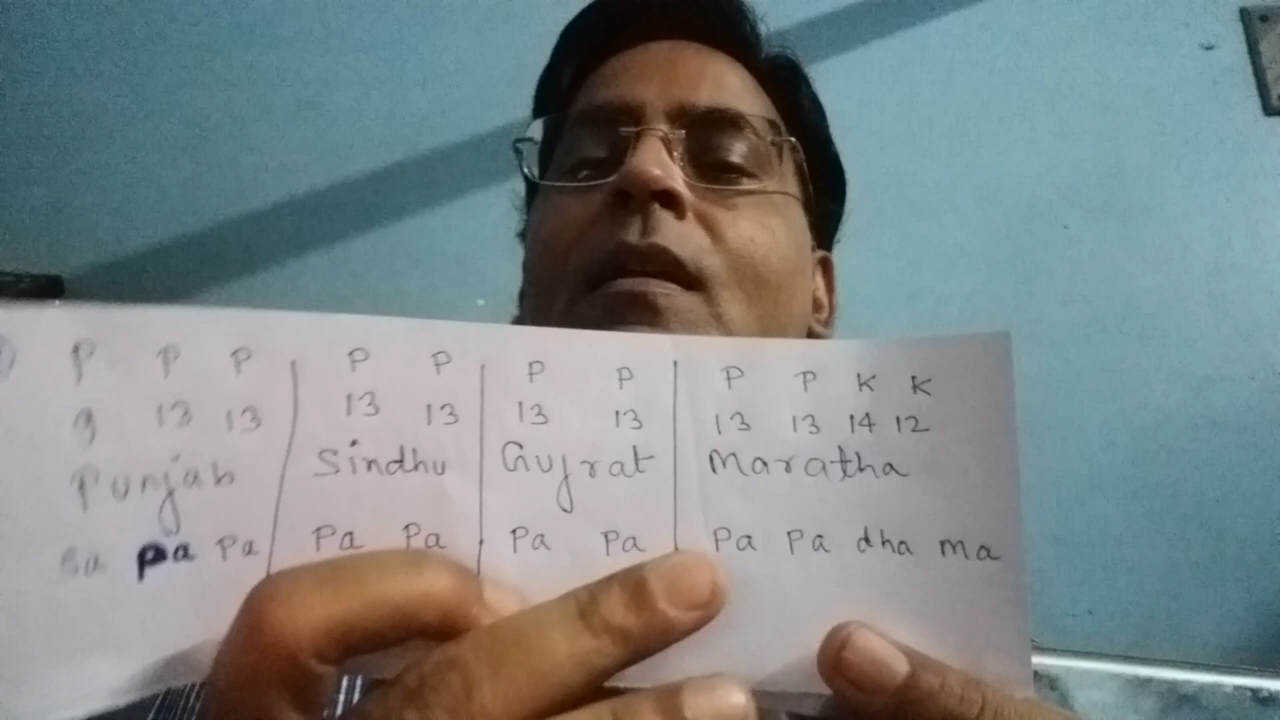 P P P | P P | P P | P P K K
9 13 13 | 13 13 | 13 13 | 13 13 14 12
Punjab | Sindhu | Gujrat | Maratha
Sa Pa Pa | Pa Pa | Pa Pa | Pa Pa dha ma